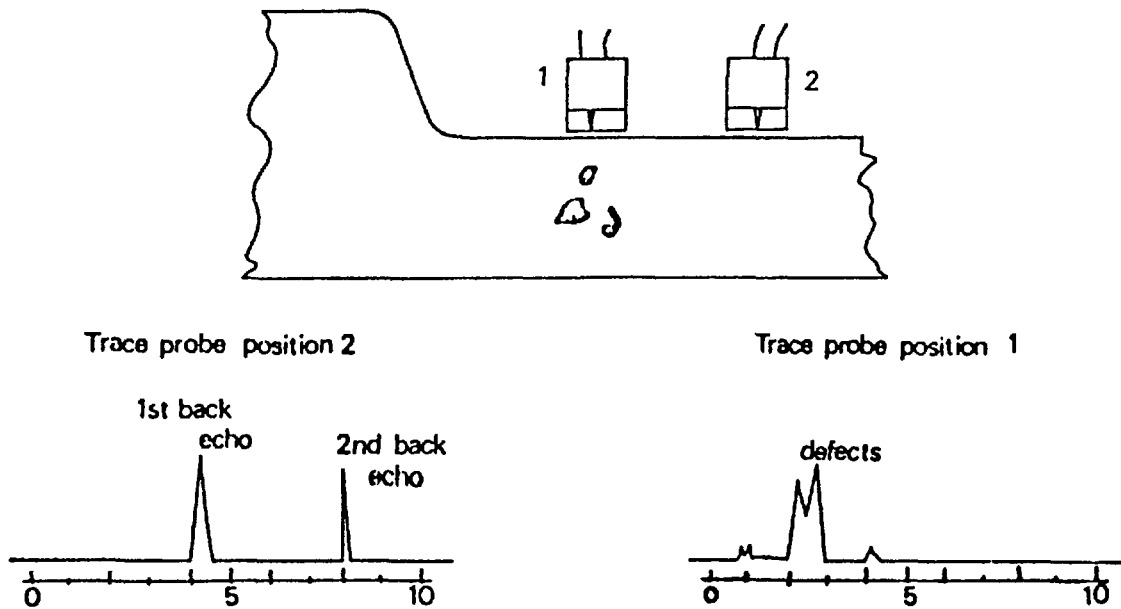 1
2
Trace probe position 2
Trace probe position 1
1st back
echo
2nd back
echo
defects
0 5 10
0 5 10